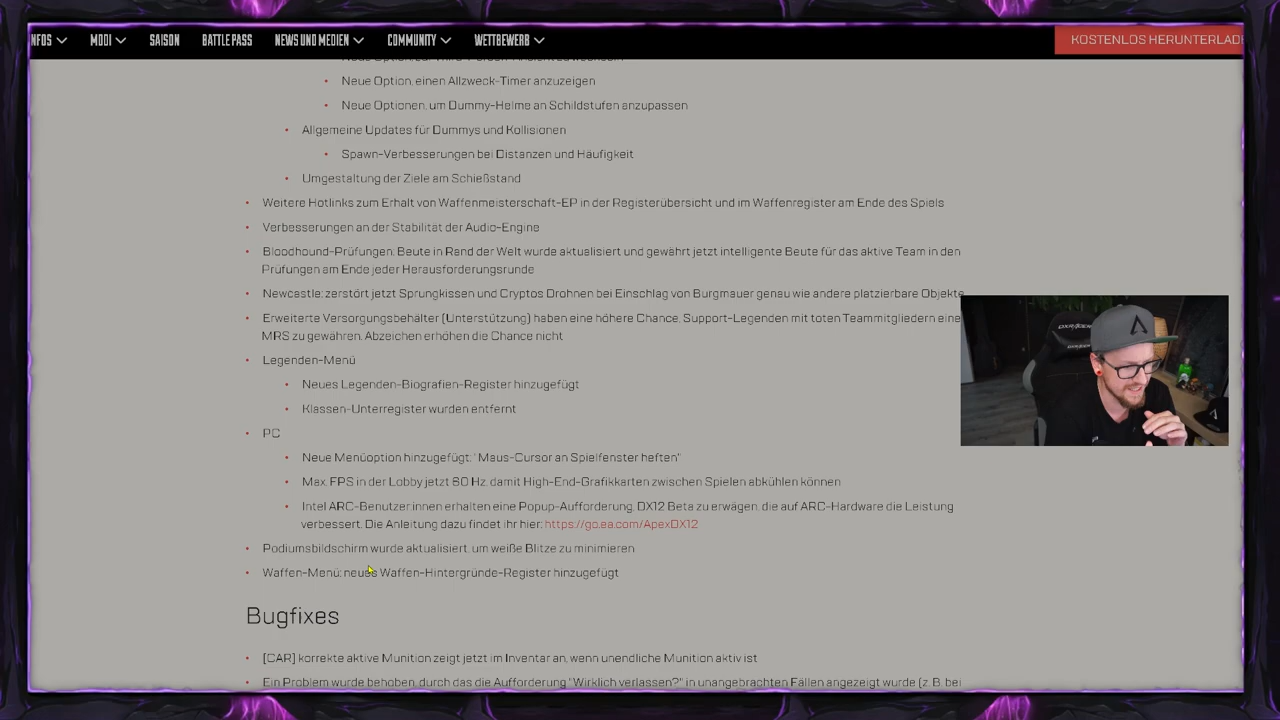 NFOS
MODI
SAISON
BATTLE PASS
NEWS UND MEDIEN
COMMUNITY
WETTBEWERB
KOSTENLOS HERUNTERLADE
Neue Option, einen Allzweck-Timer anzuzeigen
Neue Optionen, um Dummy-Helme an Schildstufen anzupassen
Allgemeine Updates für Dummys und Kollisionen
Spawn-Verbesserungen bei Distanzen und Häufigkeit
Umgestaltung der Ziele am Schießstand
Weitere Hotlinks zum Erhalt von Waffenmeisterschaft-EP in der Registerübersicht und im Waffenregister am Ende des Spiels
Verbesserungen an der Stabilität der Audio-Engine
Bloodhound-Prüfungen: Beute in Rand der Welt wurde aktualisiert und gewährt jetzt intelligente Beute für das aktive Team in den
Prüfungen am Ende jeder Herausforderungsrunde
Newcastle: zerstört jetzt Sprungkissen und Cryptos Drohnen bei Einschlag von Burgmauer genau wie andere platzierbare Objekte
Erweiterte Versorgungsbehälter (Unterstützung) haben eine höhere Chance, Support-Legenden mit toten Teammitgliedern eine
MRS zu gewähren. Abzeichen erhöhen die Chance nicht
Legenden-Menü
Neues Legenden-Biografien-Register hinzugefügt
Klassen-Unterregister wurden entfernt
PC
Neue Menüoption hinzugefügt: "Maus-Cursor an Spielfenster heften"
Max. FPS in der Lobby jetzt 60 Hz, damit High-End-Grafikkarten zwischen Spielen abkühlen können
Intel ARC-Benutzer:innen erhalten eine Popup-Aufforderung, DX12 Beta zu erwägen, die auf ARC-Hardware die Leistung
verbessert. Die Anleitung dazu findet ihr hier: https://go.ea.com/ApexDX12
Podiumsbildschirm wurde aktualisiert, um weiße Blitze zu minimieren
Waffen-Menü: neues Waffen-Hintergründe-Register hinzugefügt
Bugfixes
[CAR] korrekte aktive Munition zeigt jetzt im Inventar an, wenn unendliche Munition aktiv ist
Ein Problem wurde behoben, durch das die Aufforderung "Wirklich verlassen?" in unangebrachten Fällen angezeigt wurde (z. B. bei